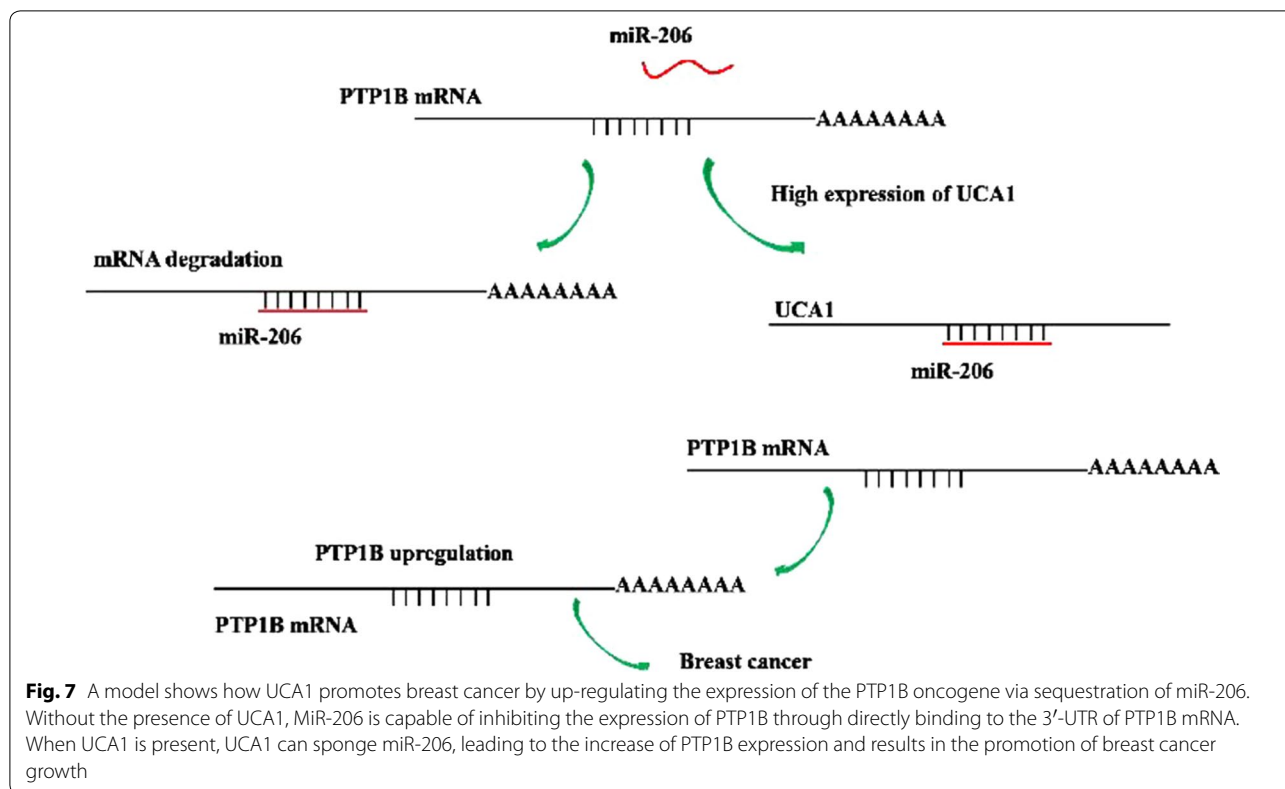 miR-206
PTP1B mRNA
AAAAAAAA
High expression of UCA1
mRNA degradation
AAAAAAAA
miR-206
UCA1
miR-206
PTP1B mRNA
AAAAAAAA
PTP1B upregulation
AAAAAAAA
PTP1B mRNA
Breast cancer
Fig. 7 A model shows how UCA1 promotes breast cancer by up-regulating the expression of the PTP1B oncogene via sequestration of miR-206.
Without the presence of UCA1, MiR-206 is capable of inhibiting the expression of PTP1B through directly binding to the 3′-UTR of PTP1B mRNA.
When UCA1 is present, UCA1 can sponge miR-206, leading to the increase of PTP1B expression and results in the promotion of breast cancer
growth